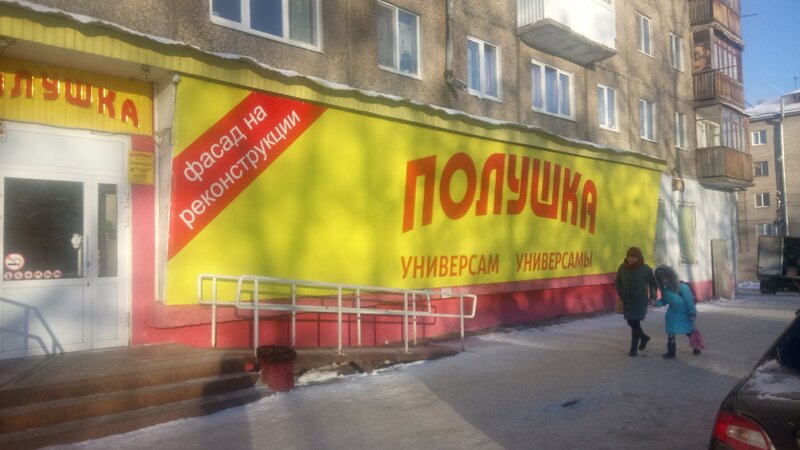 ПОЛУШКА
фасад на
реконструкции
ПОЛУШКА
УНИВЕРСАМ УНИВЕРСАМЫ